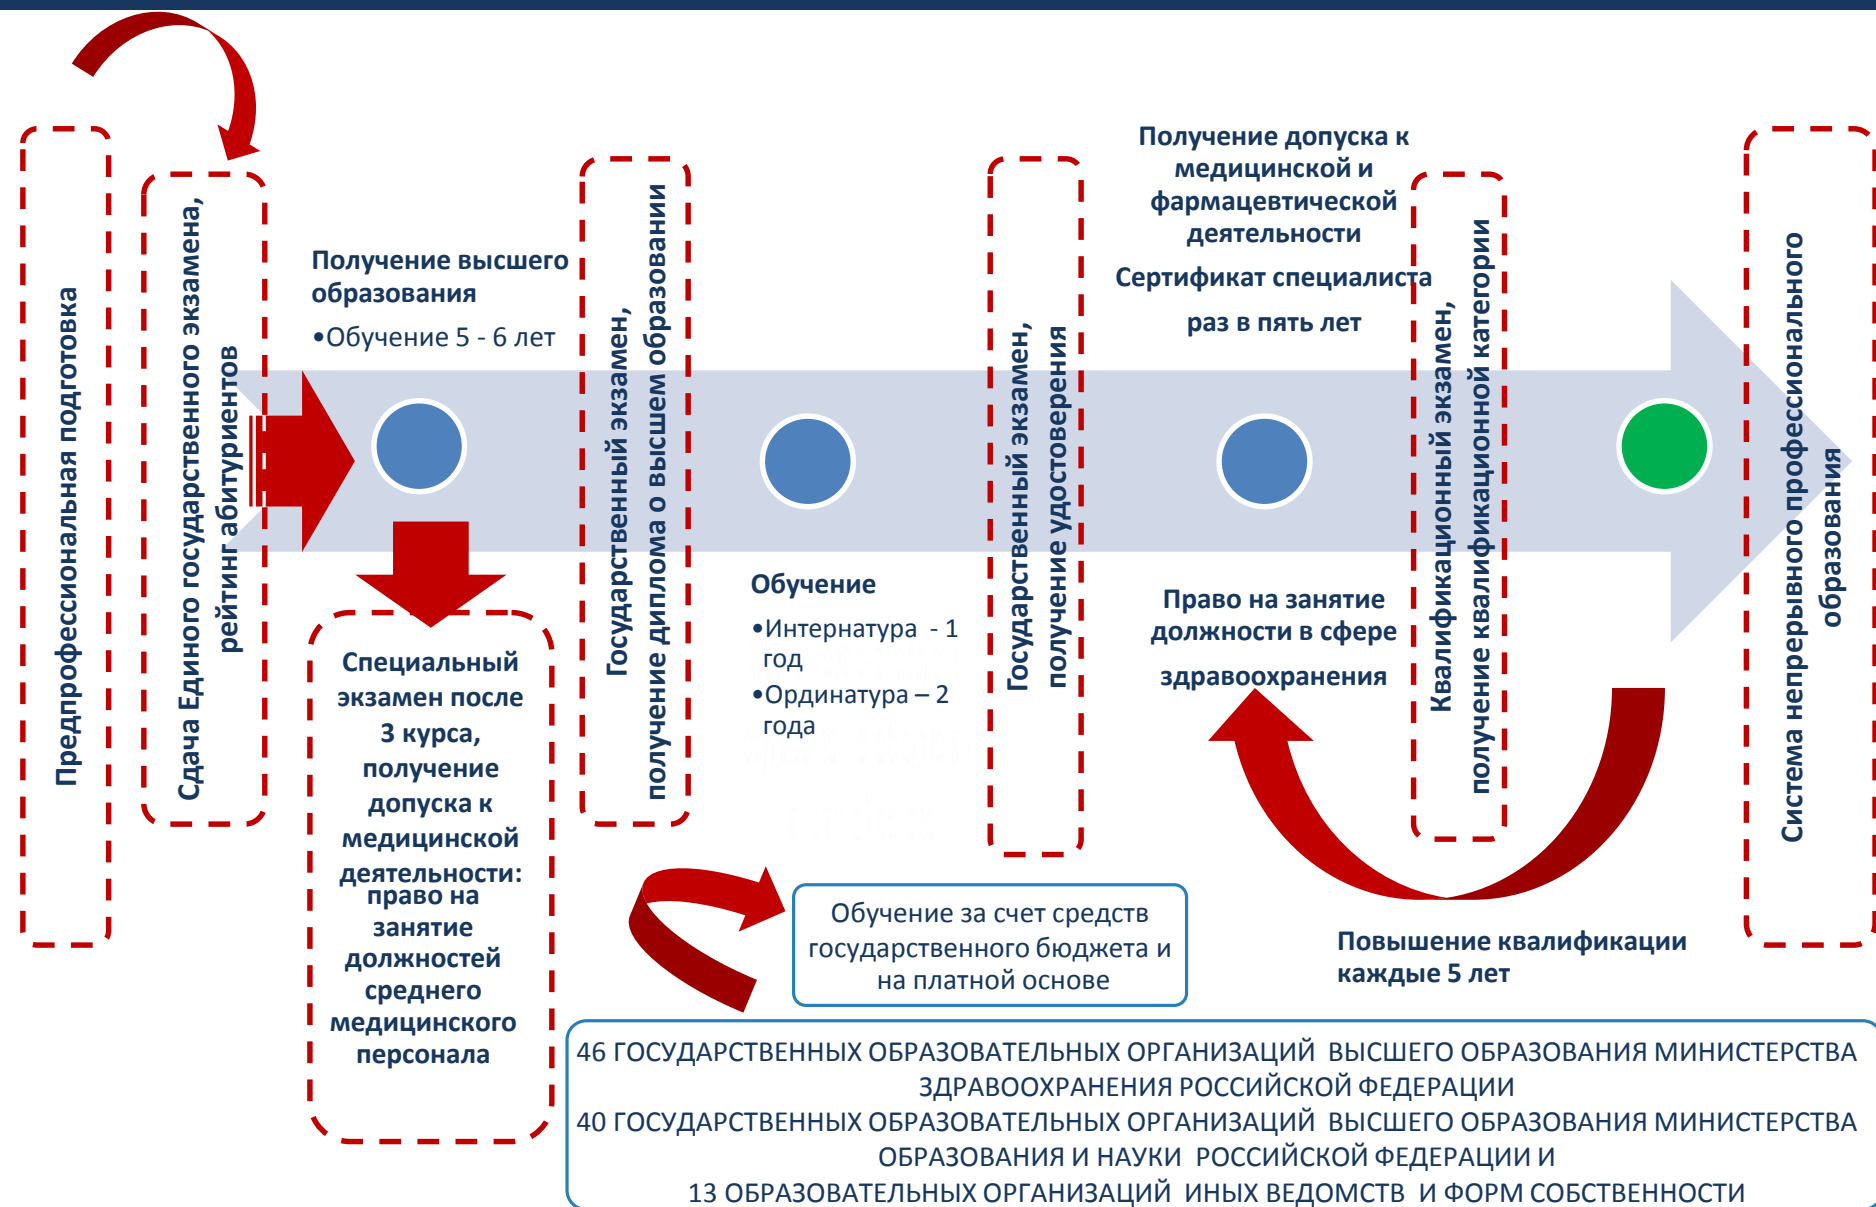 Предпрофессиональная подготовка
Сдача Единого государственного экзамена,
рейтинг абитуриентов
Получение высшего
образования
•Обучение 5 - 6 лет
Специальный
экзамен после
3 курса,
получение
допуска к
медицинской
деятельности:
право на
занятие
должностей
среднего
медицинского
персонала
Государственный экзамен,
получение диплома о высшем образовании
Обучение
•Интернатура - 1
год
•Ординатура – 2
года
Обучение за счет средств
государственного бюджета и
на платной основе
Государственный экзамен,
получение удостоверения
Получение допуска к
медицинской и
фармацевтической
деятельности
Сертификат специалиста
раз в пять лет
Право на занятие
должности в сфере
здравоохранения
Квалификационный экзамен,
получение квалификационной категории
Повышение квалификации
каждые 5 лет
Система непрерывного профессионального
образования
46 ГОСУДАРСТВЕННЫХ ОБРАЗОВАТЕЛЬНЫХ ОРГАНИЗАЦИЙ ВЫСШЕГО ОБРАЗОВАНИЯ МИНИСТЕРСТВА
ЗДРАВООХРАНЕНИЯ РОССИЙСКОЙ ФЕДЕРАЦИИ
40 ГОСУДАРСТВЕННЫХ ОБРАЗОВАТЕЛЬНЫХ ОРГАНИЗАЦИЙ ВЫСШЕГО ОБРАЗОВАНИЯ МИНИСТЕРСТВА
ОБРАЗОВАНИЯ И НАУКИ РОССИЙСКОЙ ФЕДЕРАЦИИ И
13 ОБРАЗОВАТЕЛЬНЫХ ОРГАНИЗАЦИЙ ИНЫХ ВЕДОМСТВ И ФОРМ СОБСТВЕННОСТИ